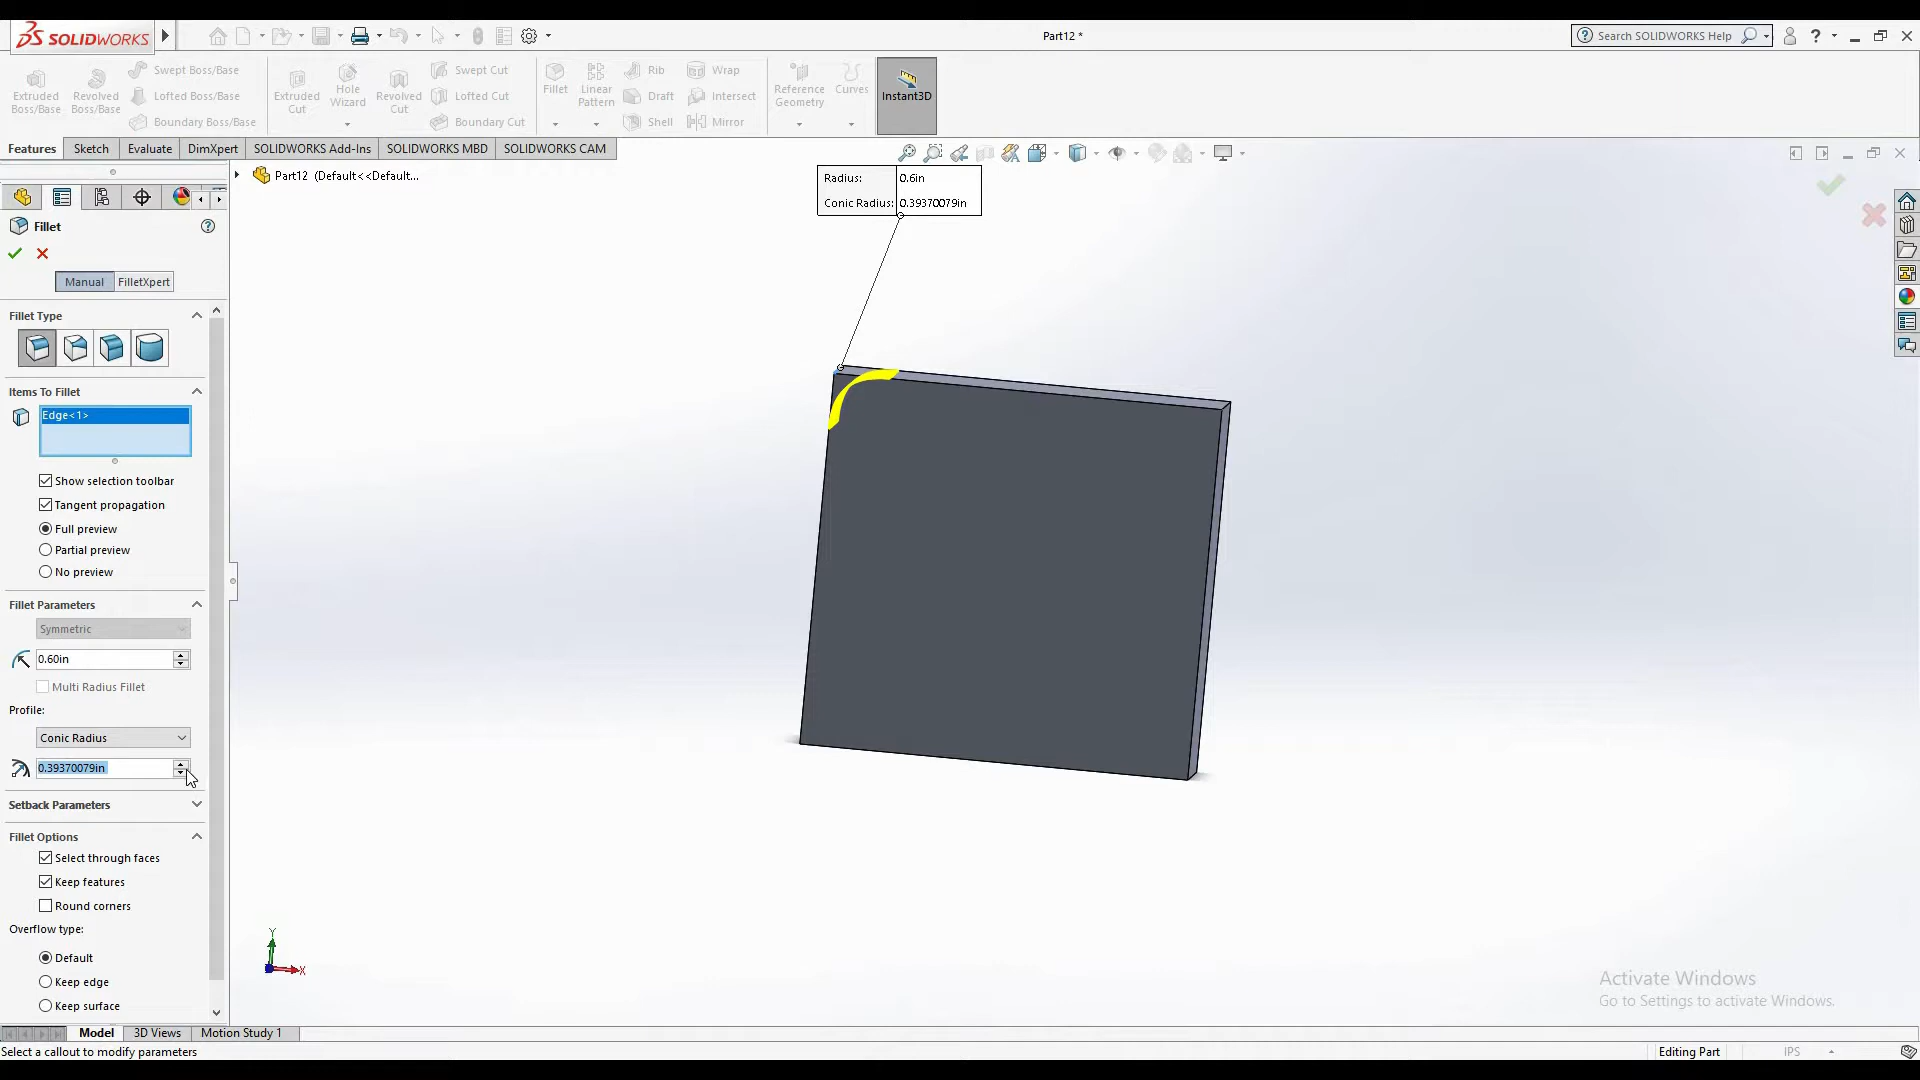 SOLIDWORKS
Part12 *
Search SOLIDWORKS Help
Extruded Boss/Base
Revolved Boss/Base
Swept Boss/Base
Lofted Boss/Base
Boundary Boss/Base
Extruded Cut
Hole Wizard
Revolved Cut
Swept Cut
Lofted Cut
Boundary Cut
Fillet
Linear Pattern
Rib
Draft
Shell
Wrap
Intersect
Mirror
Reference Geometry
Curves
Instant3D
Features
Sketch
Evaluate
DimXpert
SOLIDWORKS Add-Ins
SOLIDWORKS MBD
SOLIDWORKS CAM
Part12 (Default<<Default...
Radius: 0.6in
Conic Radius: 0.39370079in
Fillet
Manual
FilletXpert
Fillet Type
Items To Fillet
Edge<1>
Show selection toolbar
Tangent propagation
Full preview
Partial preview
No preview
Fillet Parameters
Symmetric
0.60in
Multi Radius Fillet
Profile:
Conic Radius
0.39370079in
Setback Parameters
Fillet Options
Select through faces
Keep features
Round corners
Overflow type:
Default
Keep edge
Keep surface
Y
X
Activate Windows
Go to Settings to activate Windows.
Model
3D Views
Motion Study 1
Select a callout to modify parameters
Editing Part
IPS